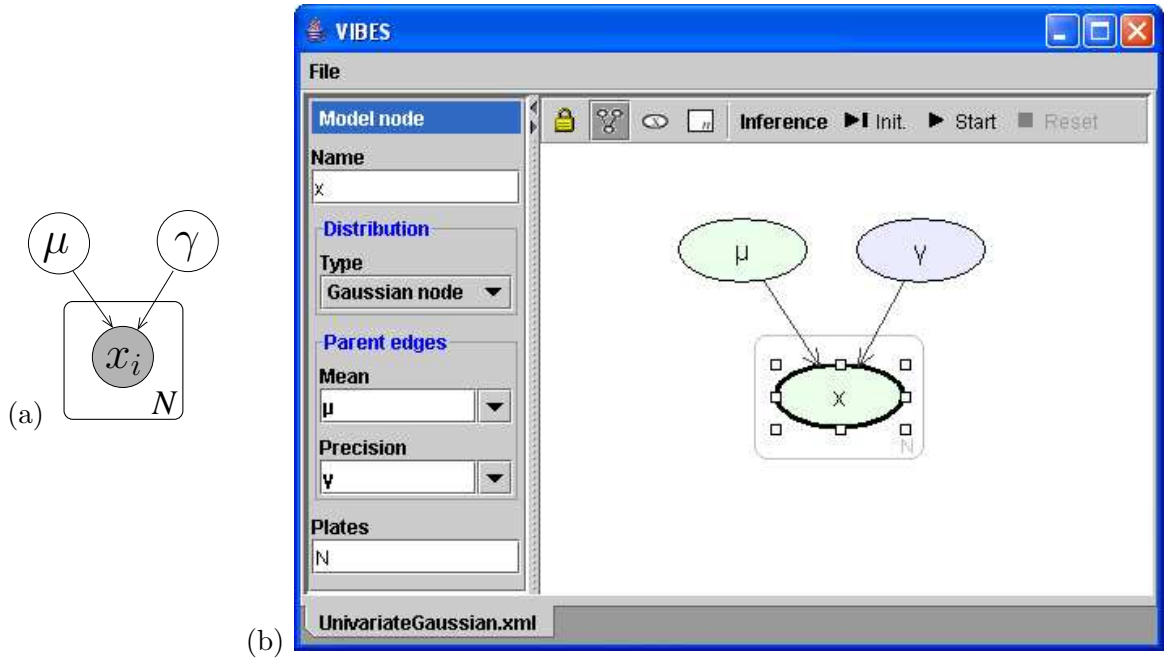 (a)
μ γ
x_i
N
(b)
VIBES
File
Model node
Name
x
Distribution
Type
Gaussian node
Parent edges
Mean
μ
Precision
γ
Plates
N
n
Inference Init. Start Reset
μ γ
x
N
UnivariateGaussian.xml